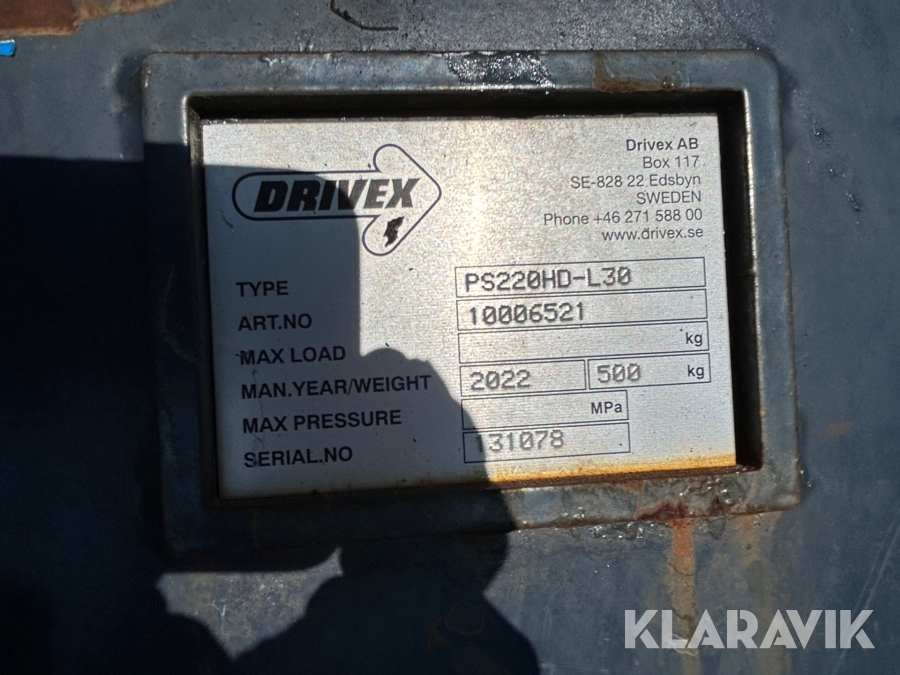 DRIVEX
Drivex AB
Box 117
SE-828 22 Edsbyn
SWEDEN
Phone +46 271 588 00
www.drivex.se
TYPE PS220HD-L30
ART.NO 10006521
MAX LOAD kg
MAN.YEAR/WEIGHT 2022 500 kg
MAX PRESSURE MPa
SERIAL.NO 131078
KLARAVIK